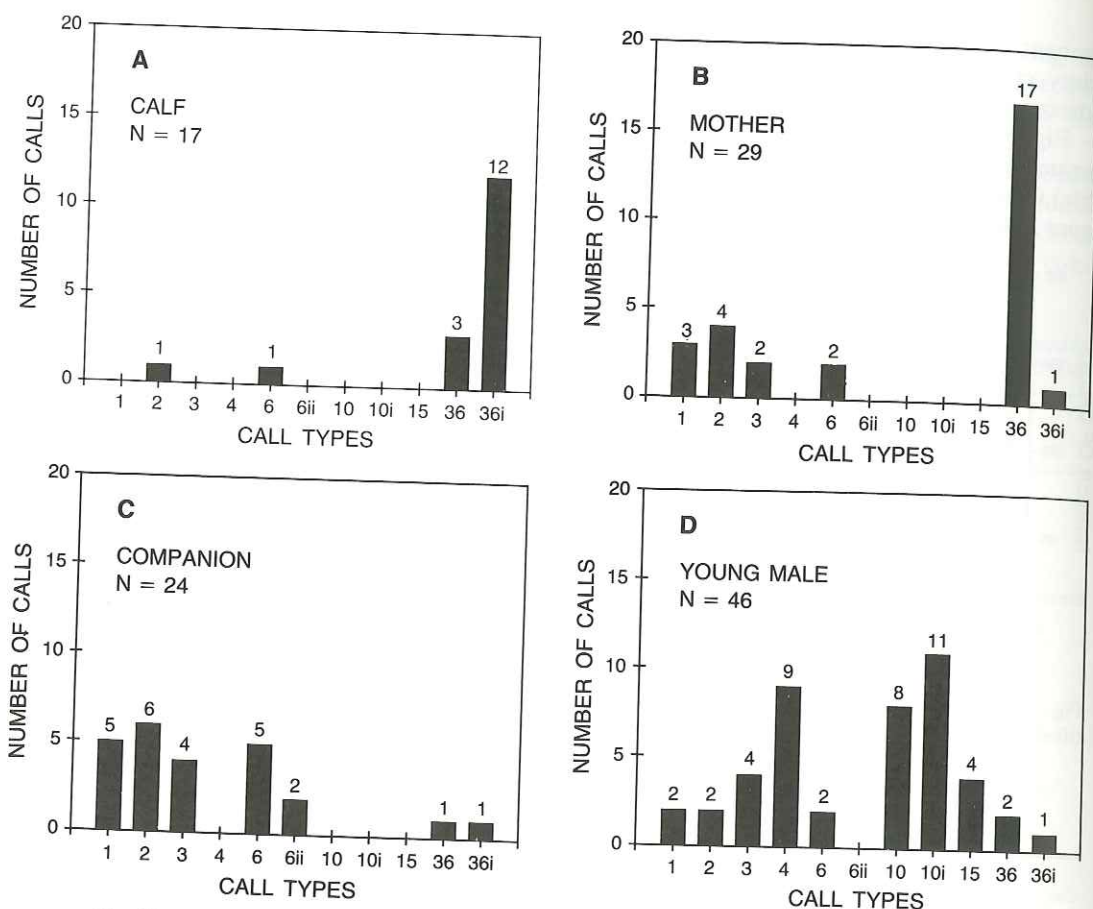 A
CALF
N = 17
NUMBER OF CALLS
20
15
10
5
0
1
1
3
12
1 2 3 4 6 6ii 10 10i 15 36 36i
CALL TYPES
B
MOTHER
N = 29
NUMBER OF CALLS
20
15
10
5
0
3
4
2
2
17
1
1 2 3 4 6 6ii 10 10i 15 36 36i
CALL TYPES
C
COMPANION
N = 24
NUMBER OF CALLS
20
15
10
5
0
5
6
4
5
2
1
1
1 2 3 4 6 6ii 10 10i 15 36 36i
CALL TYPES
D
YOUNG MALE
N = 46
NUMBER OF CALLS
20
15
10
5
0
2
2
4
9
2
8
11
4
2
1
1 2 3 4 6 6ii 10 10i 15 36 36i
CALL TYPES